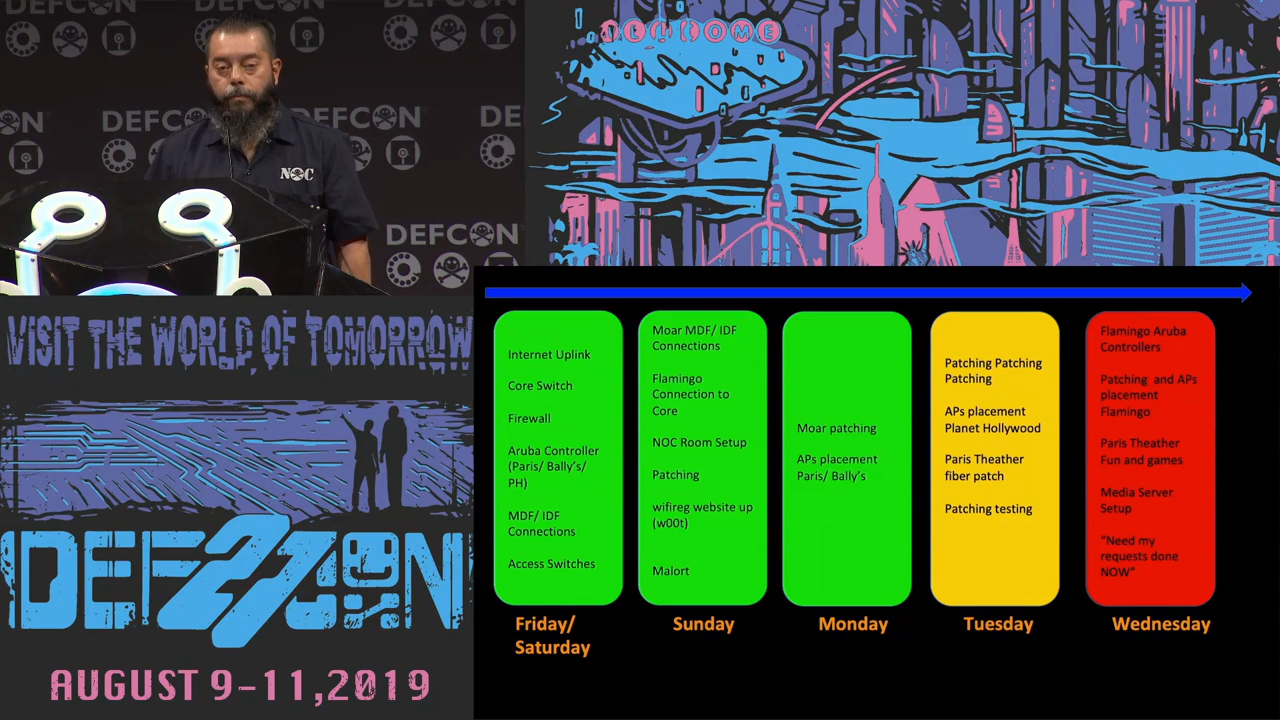 DEFCON
DEFCON
DEFCON
DEFCON
NOC
DEFCON
WELCOME
VISIT THE WORLD OF TOMORROW
DEFCON
27
AUGUST 9-11, 2019
Internet Uplink
Core Switch
Firewall
Aruba Controller
(Paris/ Bally's/
PH)
MDF/ IDF
Connections
Access Switches
Friday/
Saturday
Moar MDF/ IDF
Connections
Flamingo
Connection to
Core
NOC Room Setup
Patching
wifireg website up
(w00t)
Malort
Sunday
Moar patching
APs placement
Paris/ Bally's
Monday
Patching Patching
Patching
APs placement
Planet Hollywood
Paris Theather
fiber patch
Patching testing
Tuesday
Flamingo Aruba
Controllers
Patching and APs
placement
Flamingo
Paris Theather
Fun and games
Media Server
Setup
"Need my
requests done
NOW"
Wednesday